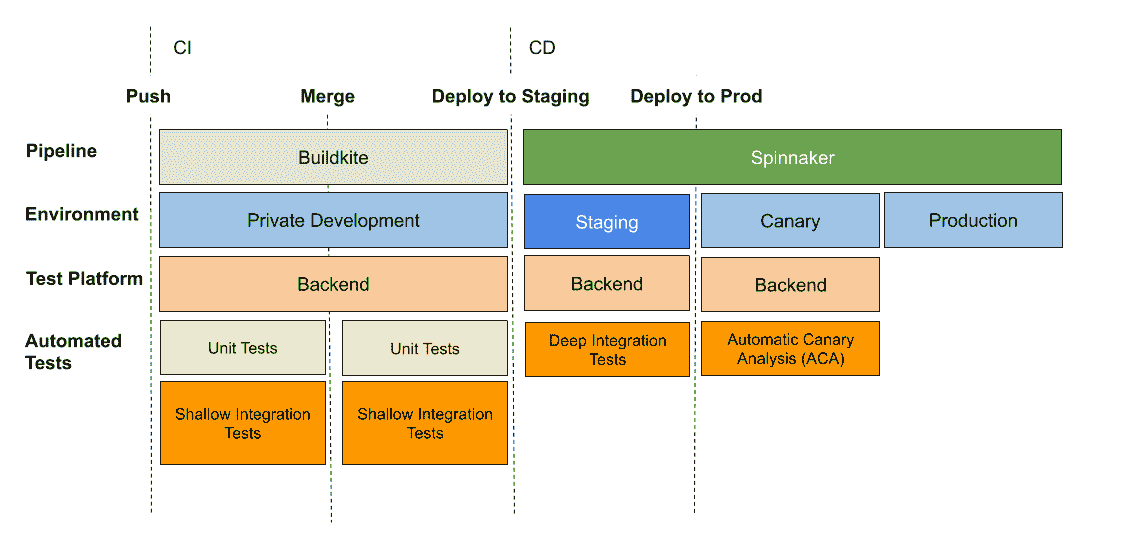 CI
CD
Push
Merge
Deploy to Staging
Deploy to Prod
Pipeline
Buildkite
Spinnaker
Environment
Private Development
Staging
Canary
Production
Test Platform
Backend
Backend
Backend
Automated
Tests
Unit Tests
Unit Tests
Deep Integration
Tests
Automatic Canary
Analysis (ACA)
Shallow Integration
Tests
Shallow Integration
Tests